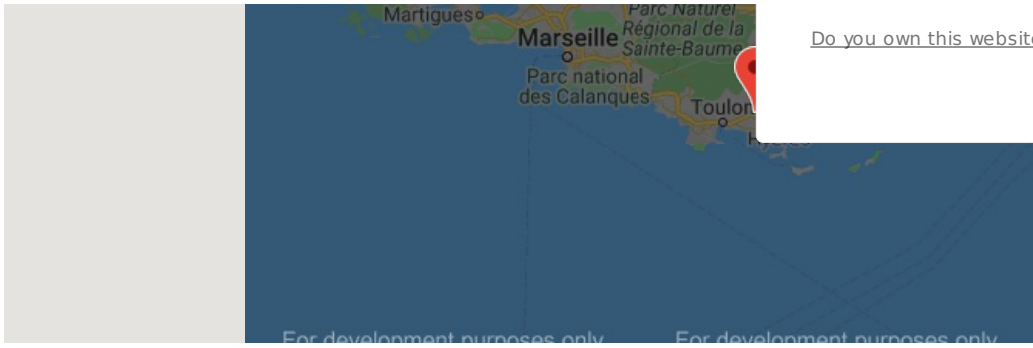 Martigues
Parc Naturel
Régional de la
Sainte-Baume
Marseille
Do you own this website
Parc national
des Calanques
Toulon
For development purposes only
For development purposes only